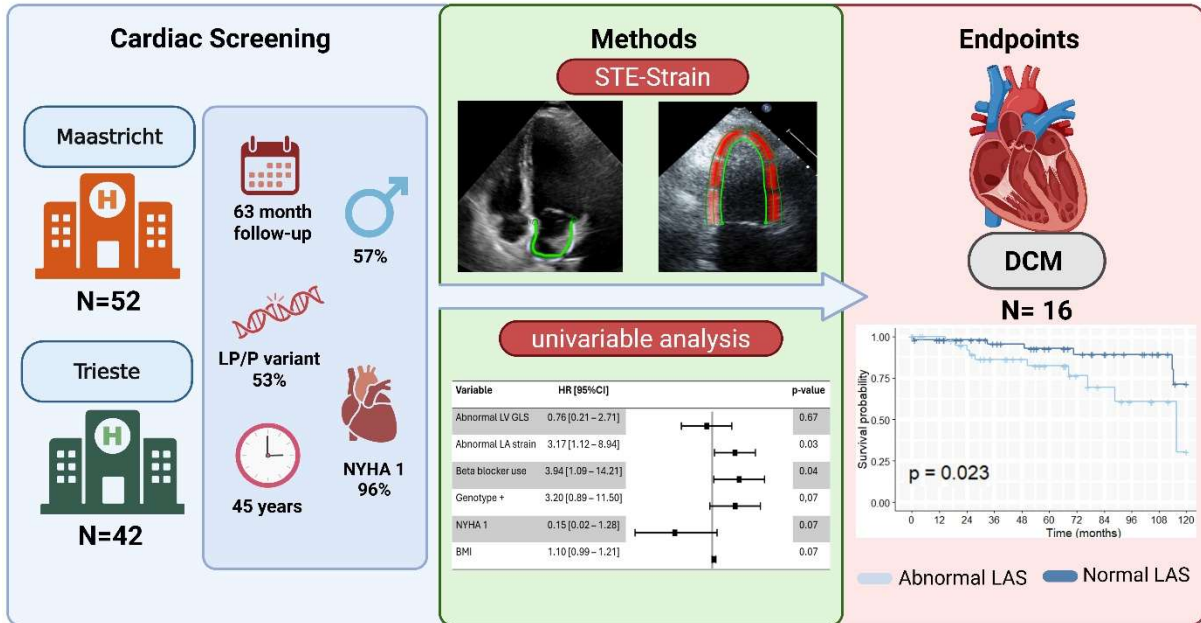 Cardiac Screening
Maastricht
H
N=52
Trieste
H
N=42
63 month
follow-up
57%
LP/P variant
53%
45 years
NYHA 1
96%
Methods
STE-Strain
univariable analysis
Variable HR [95%CI] p-value
Abnormal LV GLS 0.76 [0.21 – 2.71] 0.67
Abnormal LA strain 3.17 [1.12 – 8.94] 0.03
Beta blocker use 3.94 [1.09 – 14.21] 0.04
Genotype + 3.20 [0.89 – 11.50] 0,07
NYHA 1 0.15 [0.02 – 1.28] 0.07
BMI 1.10 [0.99 – 1.21] 0.07
Endpoints
DCM
N= 16
Survival probability
1.00
0.75
0.50
0.25
0.00
p = 0.023
0 12 24 36 48 60 72 84 96 108 120
Time (months)
Abnormal LAS Normal LAS